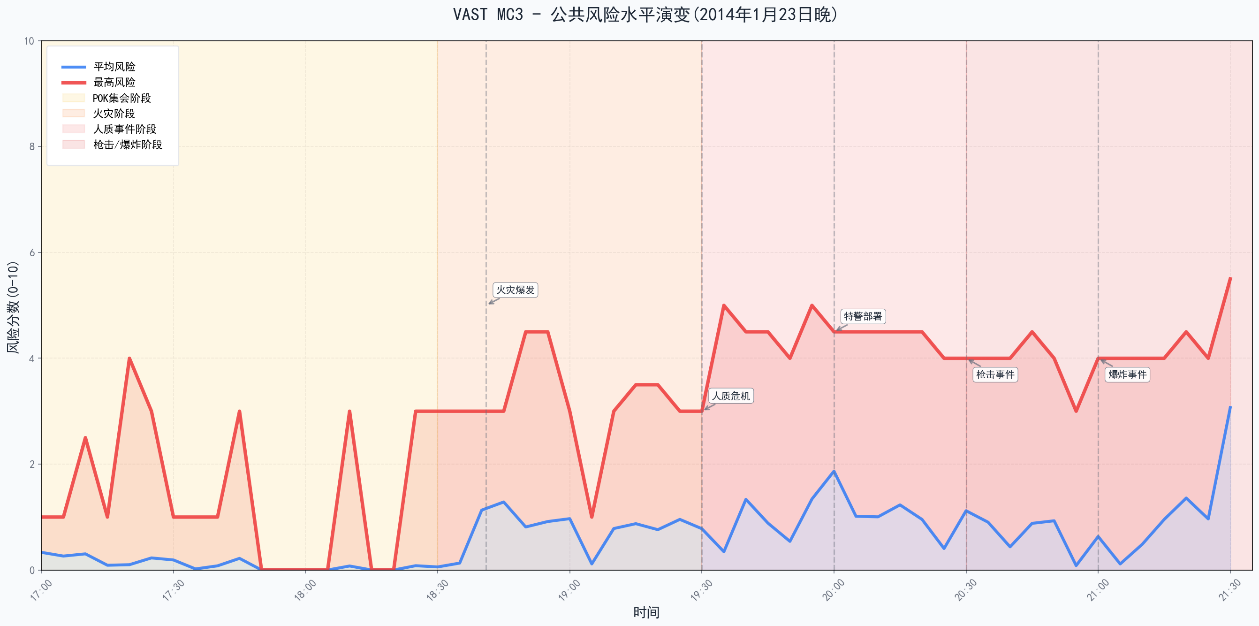 VAST MC3 - 公共风险水平演变(2014年1月23日晚)
平均风险
最高风险
POK集会阶段
火灾阶段
人质事件阶段
枪击/爆炸阶段
风险分数(0-10)
10
8
6
4
2
0
火灾爆发
人质危机
特警部署
枪击事件
爆炸事件
17:00
17:30
18:00
18:30
19:00
19:30
20:00
20:30
21:00
21:30
时间